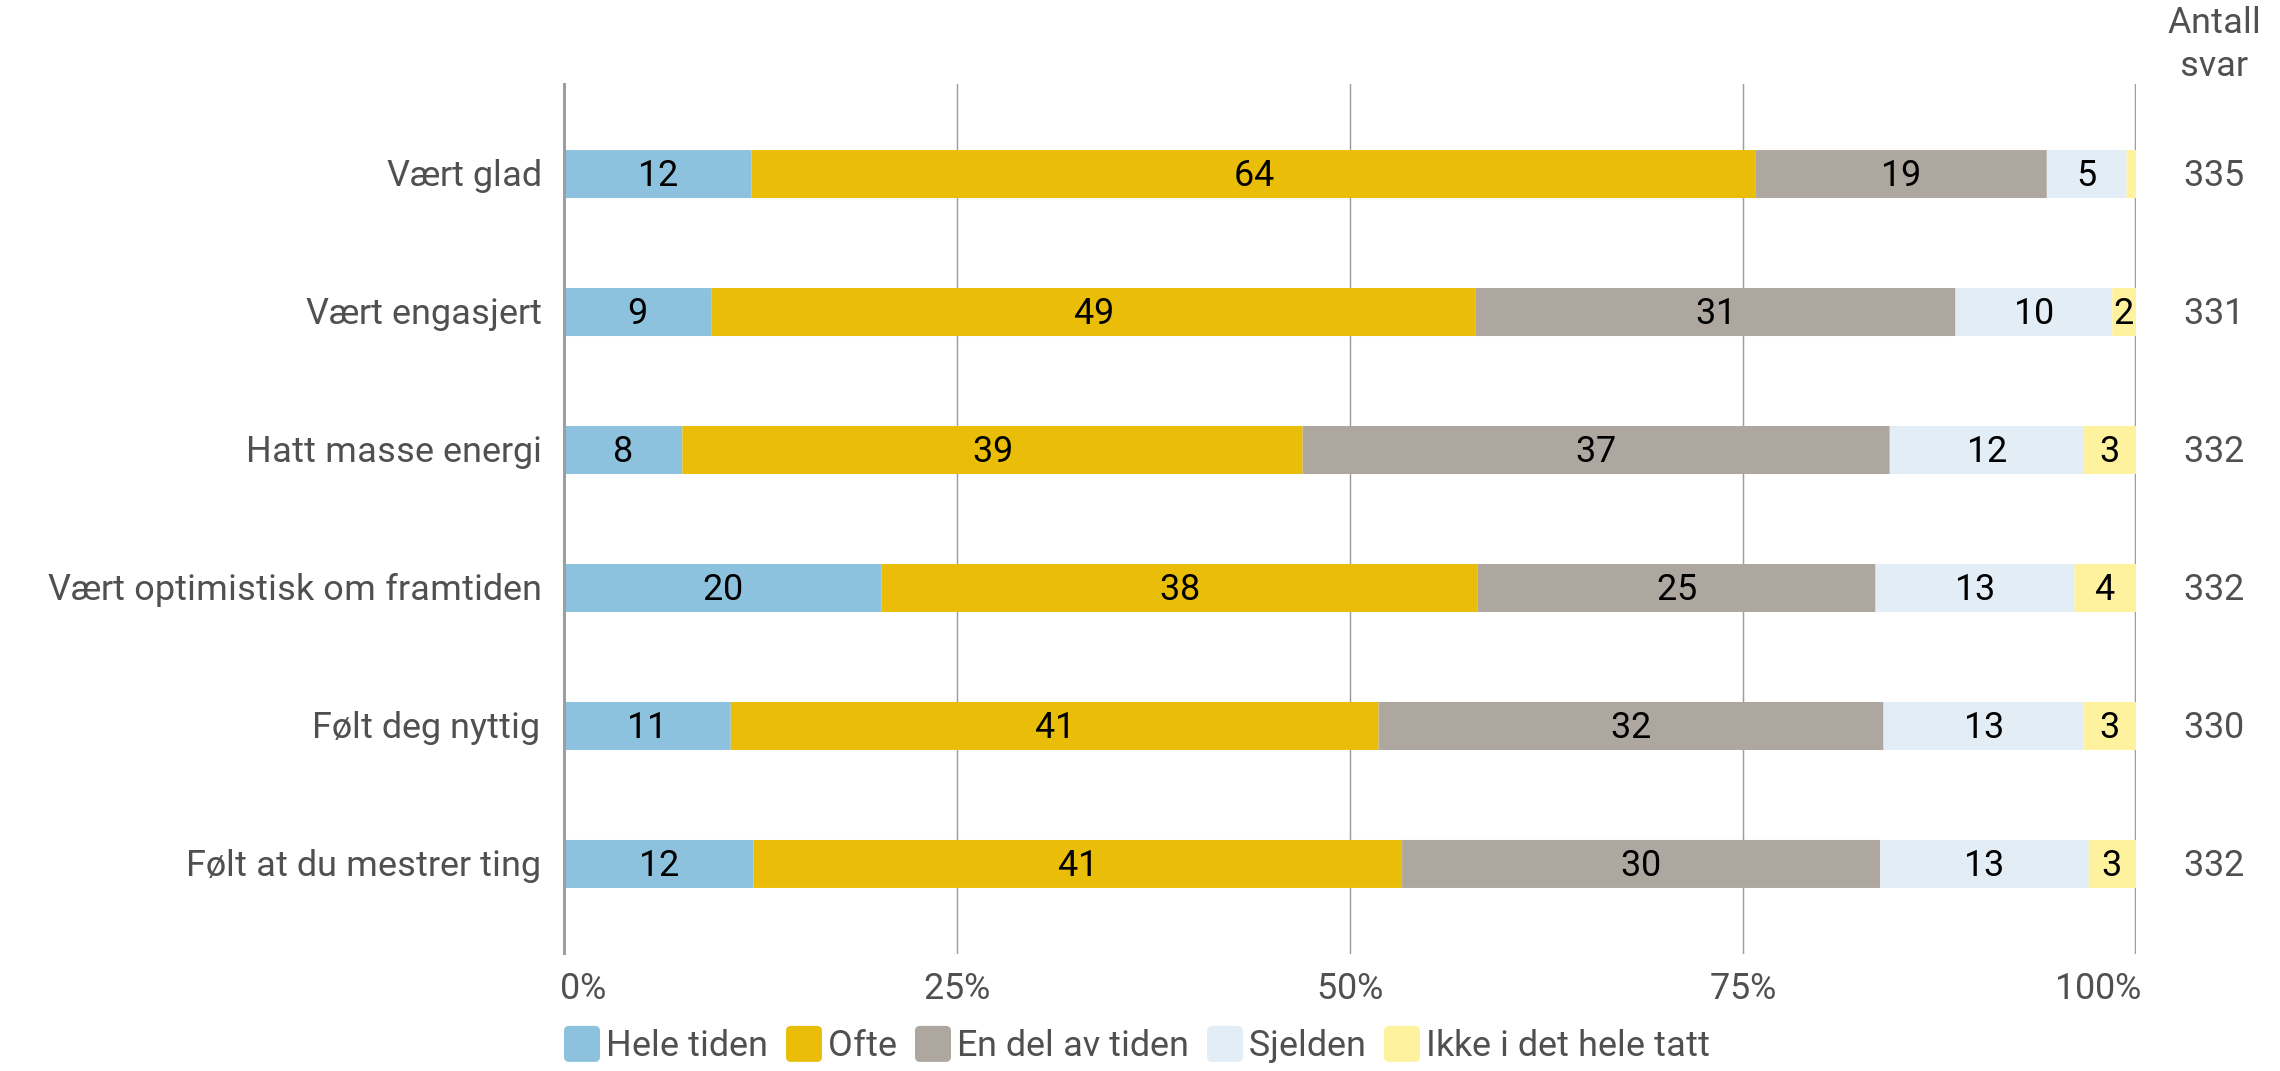 Antall
svar
Vært glad 12 64 19 5 335
Vært engasjert 9 49 31 10 2 331
Hatt masse energi 8 39 37 12 3 332
Vært optimistisk om framtiden 20 38 25 13 4 332
Følt deg nyttig 11 41 32 13 3 330
Følt at du mestrer ting 12 41 30 13 3 332
0% 25% 50% 75% 100%
Hele tiden Ofte En del av tiden Sjelden Ikke i det hele tatt